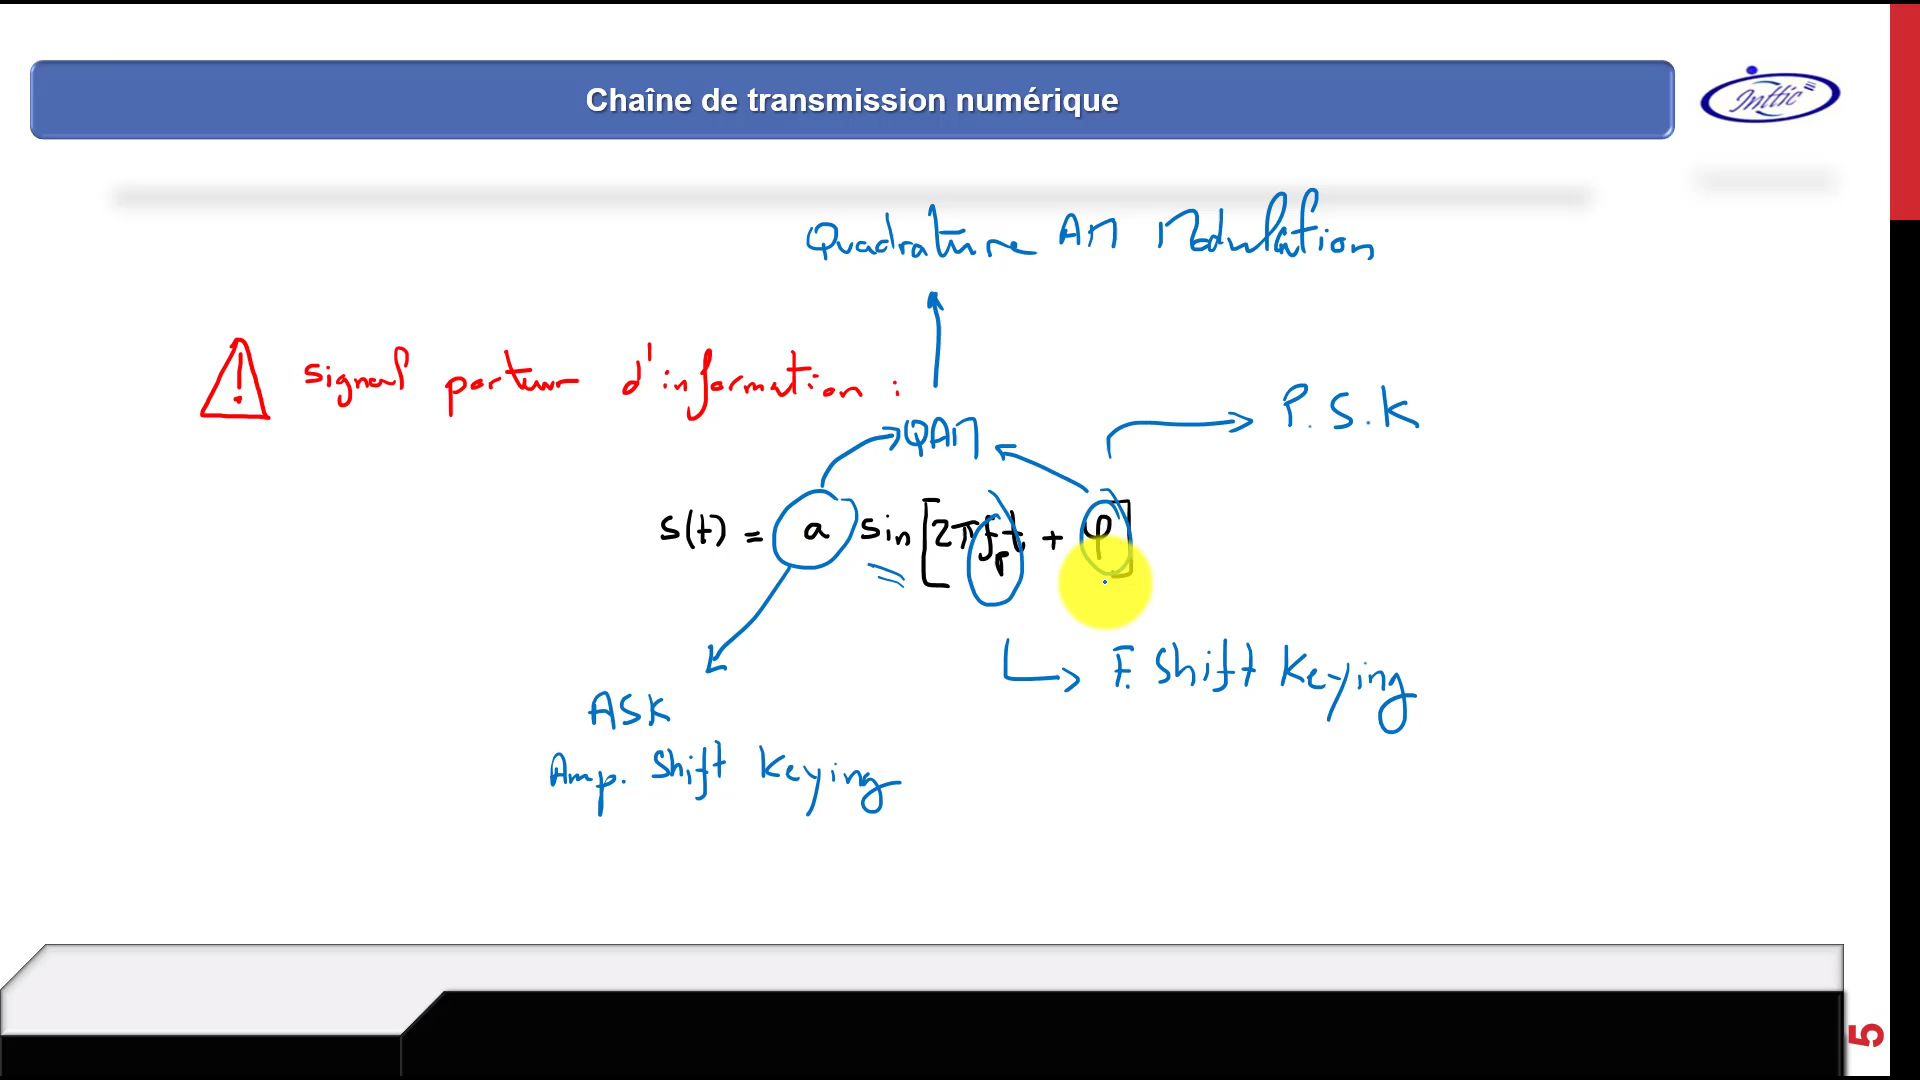 Chaîne de transmission numérique
Inttic
Quadrature AM Modulation
! Signal porteur d'information :
QAM
P.S.K
s(t) = a sin [2πfₚt + φ]
F. Shift Keying
ASK
Amp. Shift Keying
5